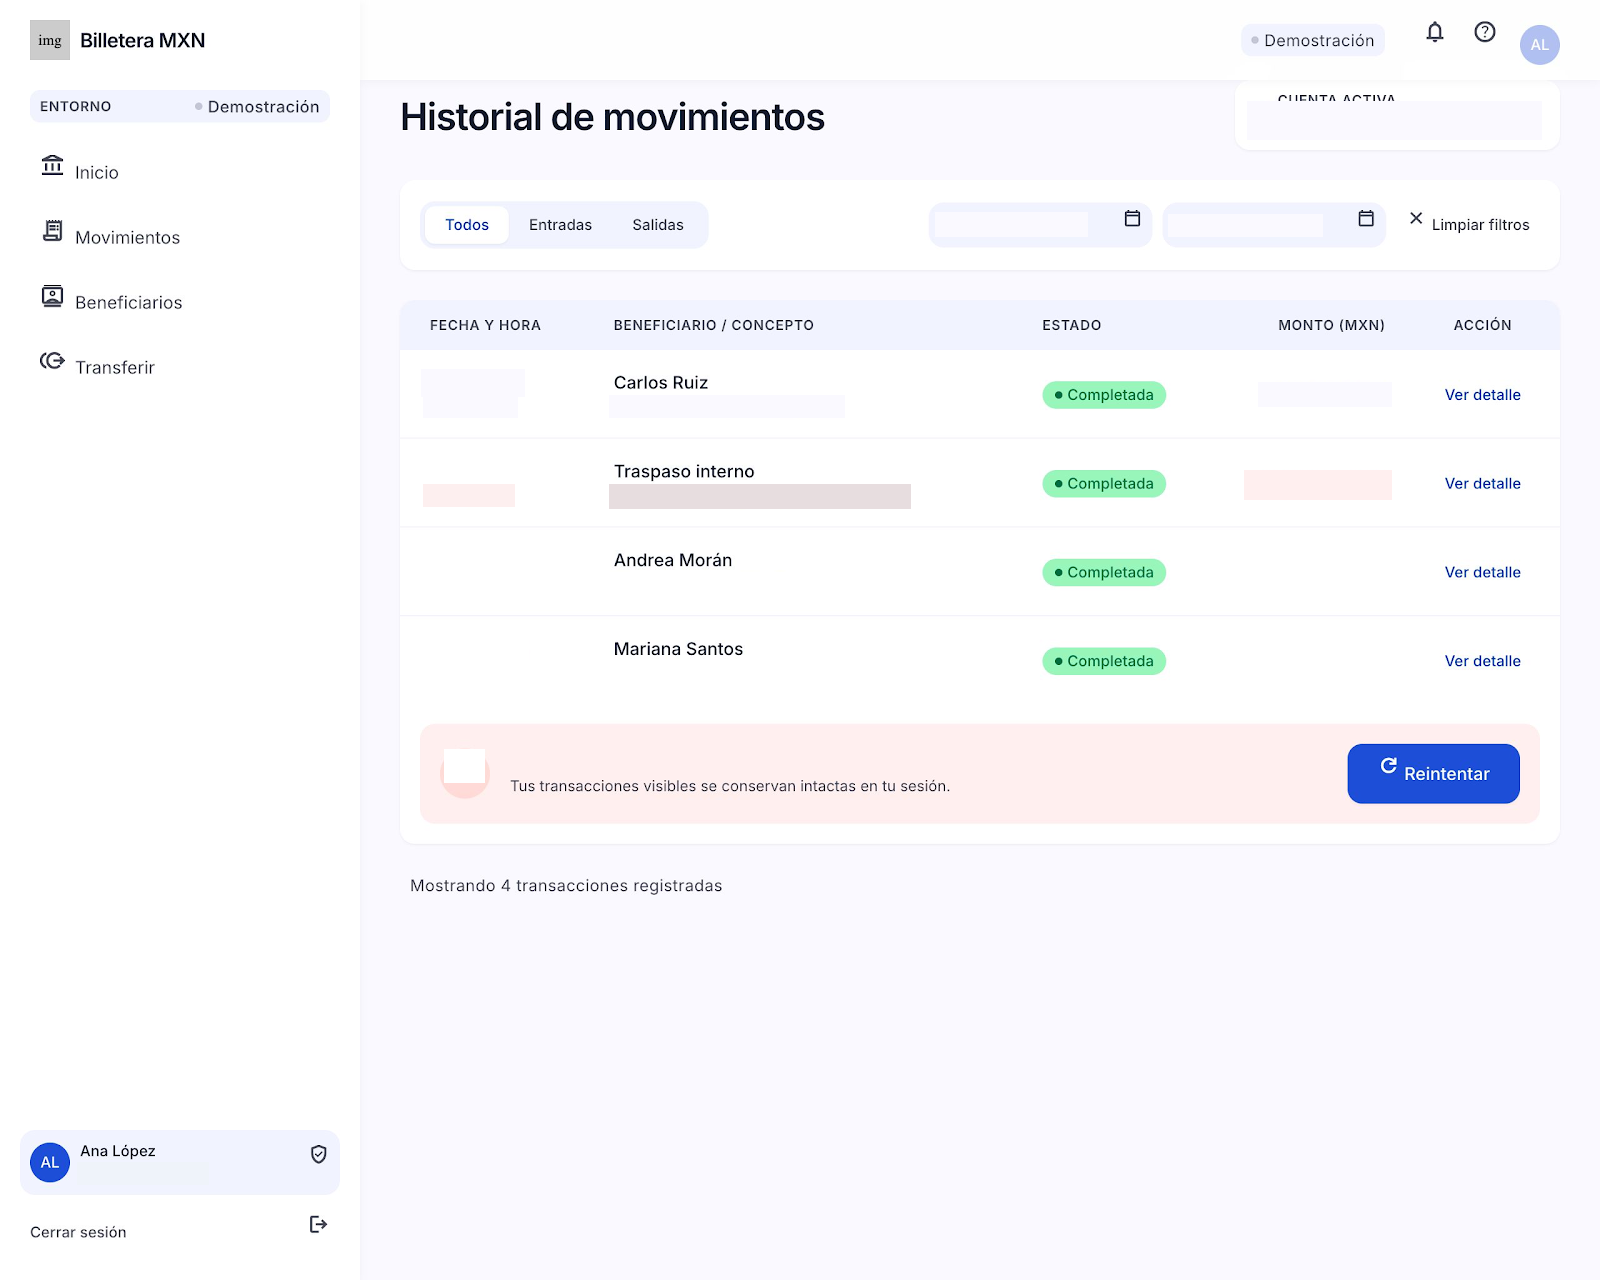 img
Billetera MXN
ENTORNO
Demostración
Inicio
Movimientos
Beneficiarios
Transferir
Ana López
AL
Cerrar sesión
Demostración
AL
CUENTA ACTIVA
Historial de movimientos
Todos
Entradas
Salidas
Limpiar filtros
FECHA Y HORA
BENEFICIARIO / CONCEPTO
ESTADO
MONTO (MXN)
ACCIÓN
Carlos Ruiz
Completada
Ver detalle
Traspaso interno
Completada
Ver detalle
Andrea Morán
Completada
Ver detalle
Mariana Santos
Completada
Ver detalle
Tus transacciones visibles se conservan intactas en tu sesión.
Reintentar
Mostrando 4 transacciones registradas